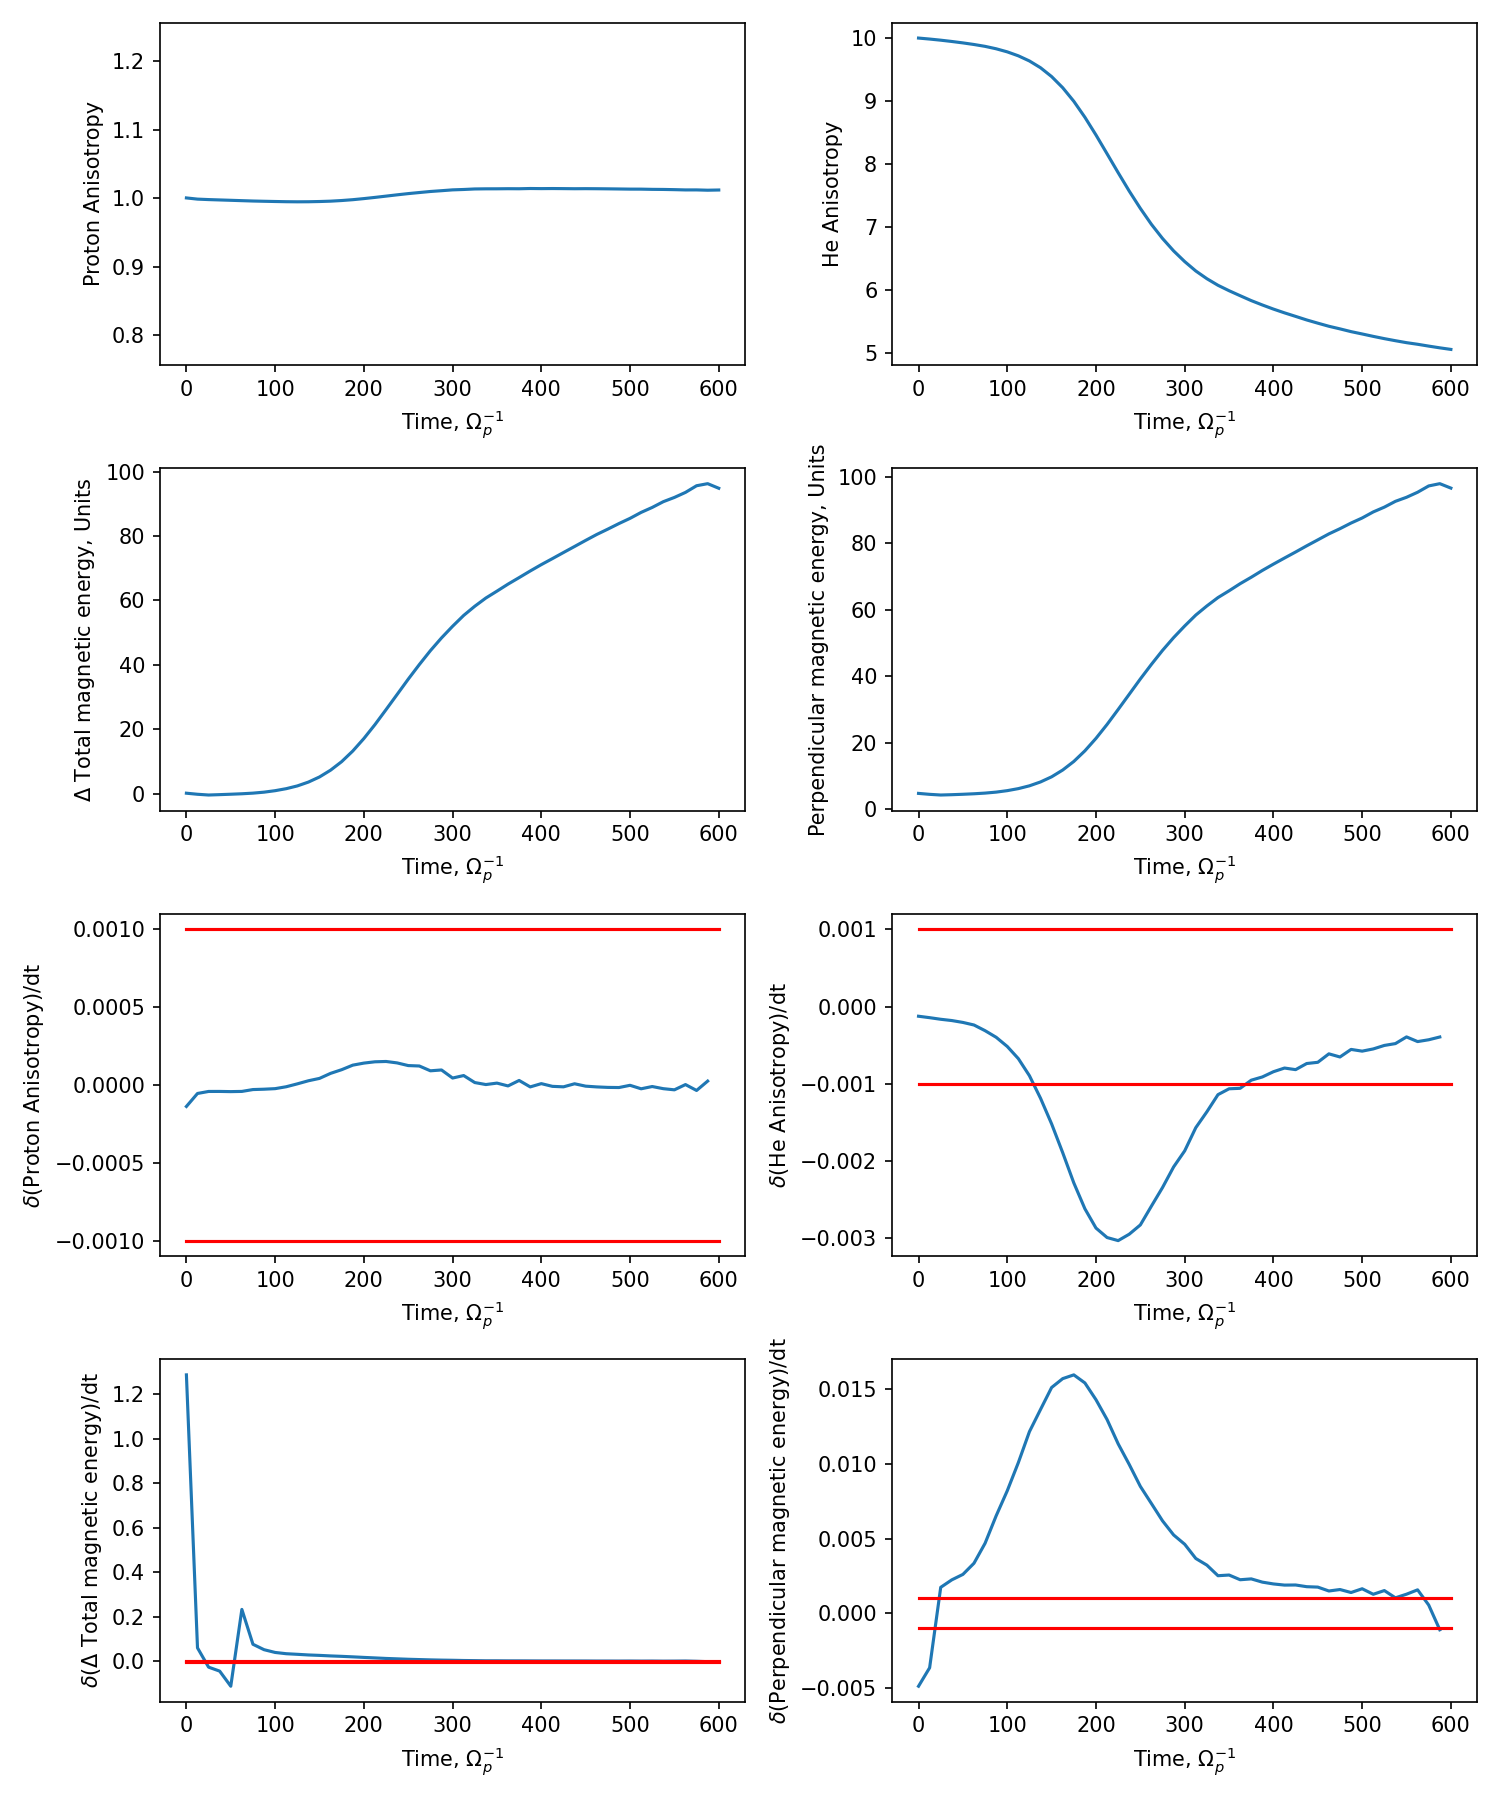 Proton Anisotropy
1.2
1.1
1.0
0.9
0.8
0 100 200 300 400 500 600
Time, Ω_p^{-1}
He Anisotropy
10
9
8
7
6
5
0 100 200 300 400 500 600
Time, Ω_p^{-1}
Δ Total magnetic energy, Units
100
80
60
40
20
0
0 100 200 300 400 500 600
Time, Ω_p^{-1}
Perpendicular magnetic energy, Units
100
80
60
40
20
0
0 100 200 300 400 500 600
Time, Ω_p^{-1}
δ(Proton Anisotropy)/dt
0.0010
0.0005
0.0000
−0.0005
−0.0010
0 100 200 300 400 500 600
Time, Ω_p^{-1}
δ(He Anisotropy)/dt
0.001
0.000
−0.001
−0.002
−0.003
0 100 200 300 400 500 600
Time, Ω_p^{-1}
δ(Δ Total magnetic energy)/dt
1.2
1.0
0.8
0.6
0.4
0.2
0.0
0 100 200 300 400 500 600
Time, Ω_p^{-1}
δ(Perpendicular magnetic energy)/dt
0.015
0.010
0.005
0.000
−0.005
0 100 200 300 400 500 600
Time, Ω_p^{-1}